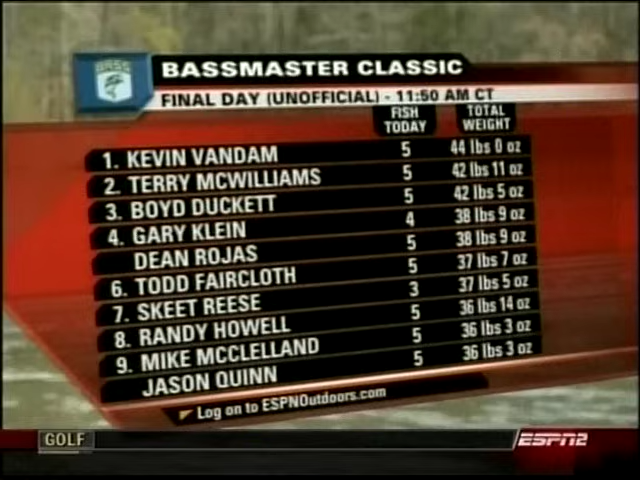 BASS
BASSMASTER CLASSIC
FINAL DAY (UNOFFICIAL) - 11:50 AM CT
FISH TODAY TOTAL WEIGHT
1. KEVIN VANDAM 5 44 lbs 0 oz
2. TERRY MCWILLIAMS 5 42 lbs 11 oz
3. BOYD DUCKETT 5 42 lbs 5 oz
4. GARY KLEIN 4 38 lbs 9 oz
DEAN ROJAS 5 38 lbs 9 oz
6. TODD FAIRCLOTH 5 37 lbs 7 oz
7. SKEET REESE 3 37 lbs 5 oz
8. RANDY HOWELL 5 36 lbs 14 oz
9. MIKE MCCLELLAND 5 36 lbs 3 oz
JASON QUINN 5 36 lbs 3 oz
Log on to ESPNOutdoors.com
GOLF ESPN2